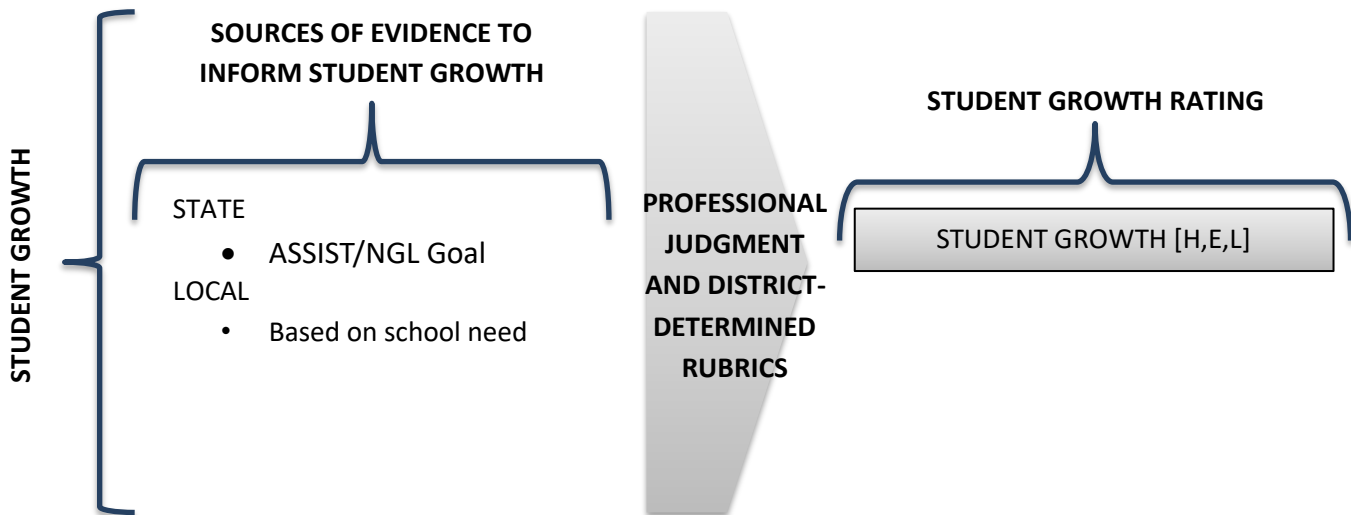 STUDENT GROWTH
SOURCES OF EVIDENCE TO
INFORM STUDENT GROWTH
STATE
● ASSIST/NGL Goal
LOCAL
• Based on school need
PROFESSIONAL
JUDGMENT
AND DISTRICT-
DETERMINED
RUBRICS
STUDENT GROWTH RATING
STUDENT GROWTH [H,E,L]